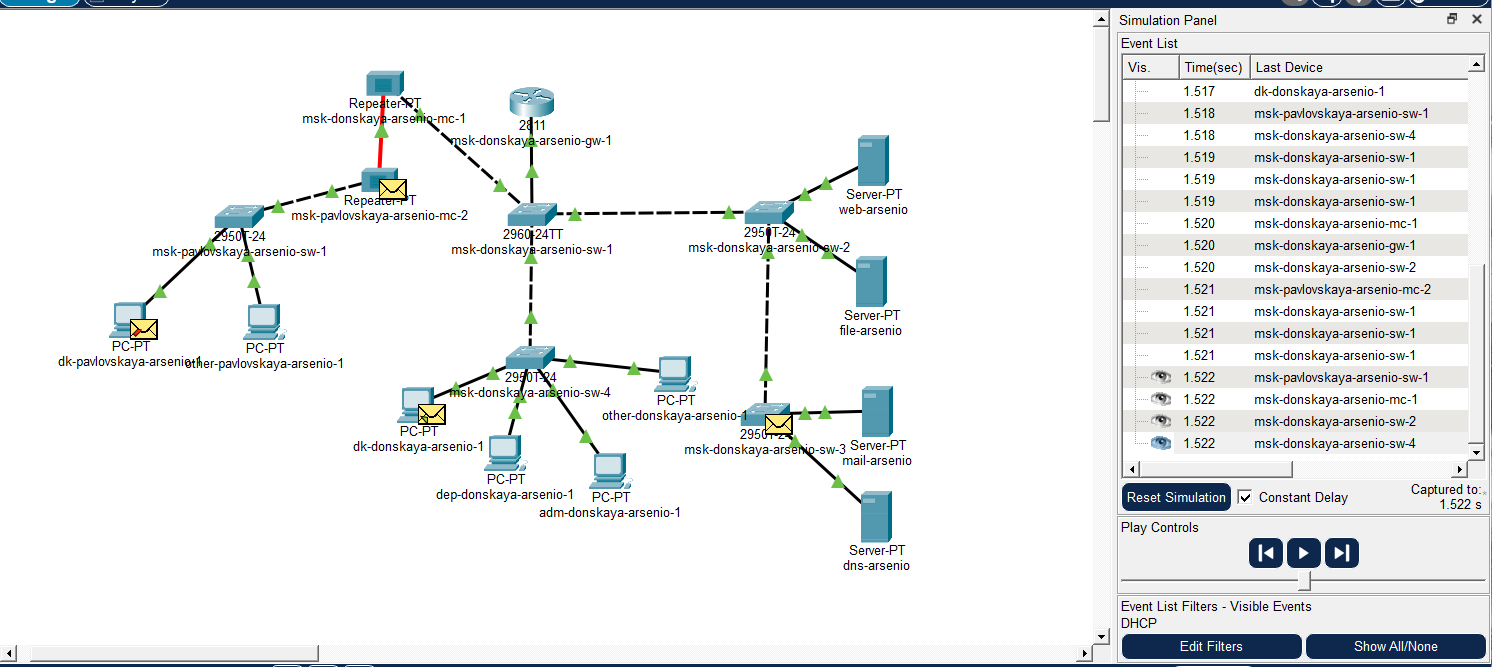 Simulation Panel
Event List
Vis. Time(sec) Last Device
1.517 dk-donskaya-arsenio-1
1.518 msk-pavlovskaya-arsenio-sw-1
1.518 msk-donskaya-arsenio-sw-4
1.519 msk-donskaya-arsenio-sw-1
1.519 msk-donskaya-arsenio-sw-1
1.519 msk-donskaya-arsenio-sw-1
1.520 msk-donskaya-arsenio-mc-1
1.520 msk-donskaya-arsenio-gw-1
1.520 msk-donskaya-arsenio-sw-2
1.521 msk-pavlovskaya-arsenio-mc-2
1.521 msk-donskaya-arsenio-sw-1
1.521 msk-donskaya-arsenio-sw-1
1.521 msk-donskaya-arsenio-sw-1
1.522 msk-pavlovskaya-arsenio-sw-1
1.522 msk-donskaya-arsenio-mc-1
1.522 msk-donskaya-arsenio-sw-2
1.522 msk-donskaya-arsenio-sw-4
Reset Simulation Constant Delay Captured to:
1.522 s
Play Controls
Event List Filters - Visible Events
DHCP
Edit Filters Show All/None
Repeater-PT
msk-donskaya-arsenio-mc-1
2811
msk-donskaya-arsenio-gw-1
Repeater-PT
msk-pavlovskaya-arsenio-mc-2
Server-PT
web-arsenio
2950T-24
msk-pavlovskaya-arsenio-sw-1
2960-24TT
msk-donskaya-arsenio-sw-1
2950T-24
msk-donskaya-arsenio-sw-2
Server-PT
file-arsenio
PC-PT
dk-pavlovskaya-arsenio-1
PC-PT
other-pavlovskaya-arsenio-1
2950T-24
msk-donskaya-arsenio-sw-4
PC-PT
other-donskaya-arsenio-1
PC-PT
dk-donskaya-arsenio-1
2950T-24
msk-donskaya-arsenio-sw-3
Server-PT
mail-arsenio
PC-PT
dep-donskaya-arsenio-1
PC-PT
adm-donskaya-arsenio-1
Server-PT
dns-arsenio